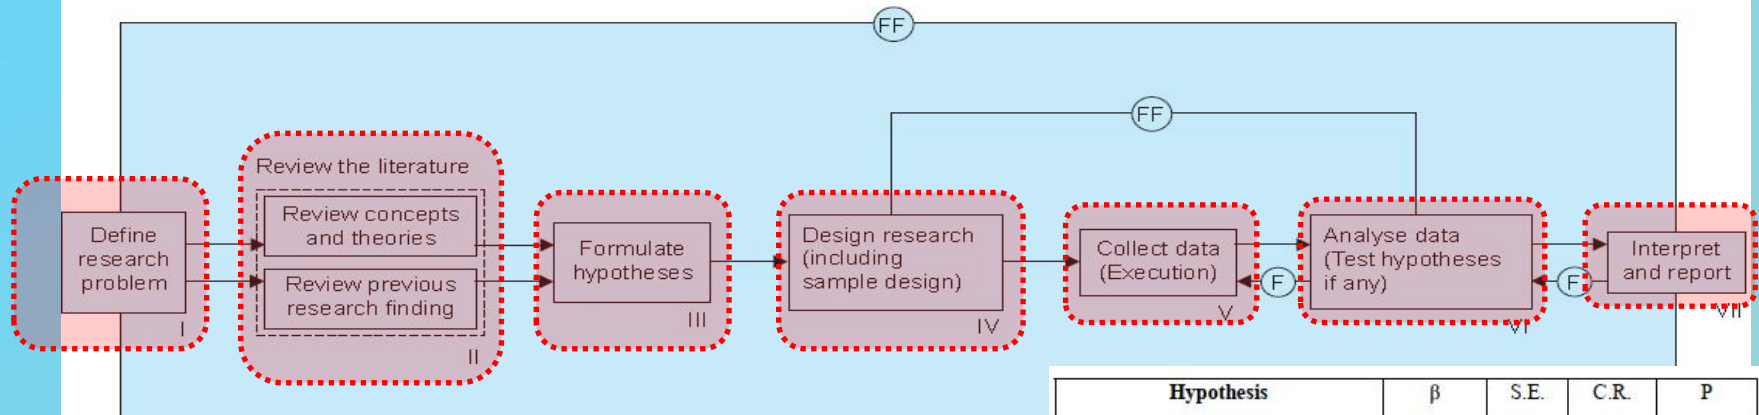 FF
FF
Review the literature
Review concepts
and theories
Review previous
research finding
II
Define
research
problem
I
Formulate
hypotheses
III
Design research
(including
sample design)
IV
Collect data
(Execution)
V
F
Analyse data
(Test hypotheses
if any)
VI
F
Interpret
and report
VII
Hypothesis β S.E. C.R. P